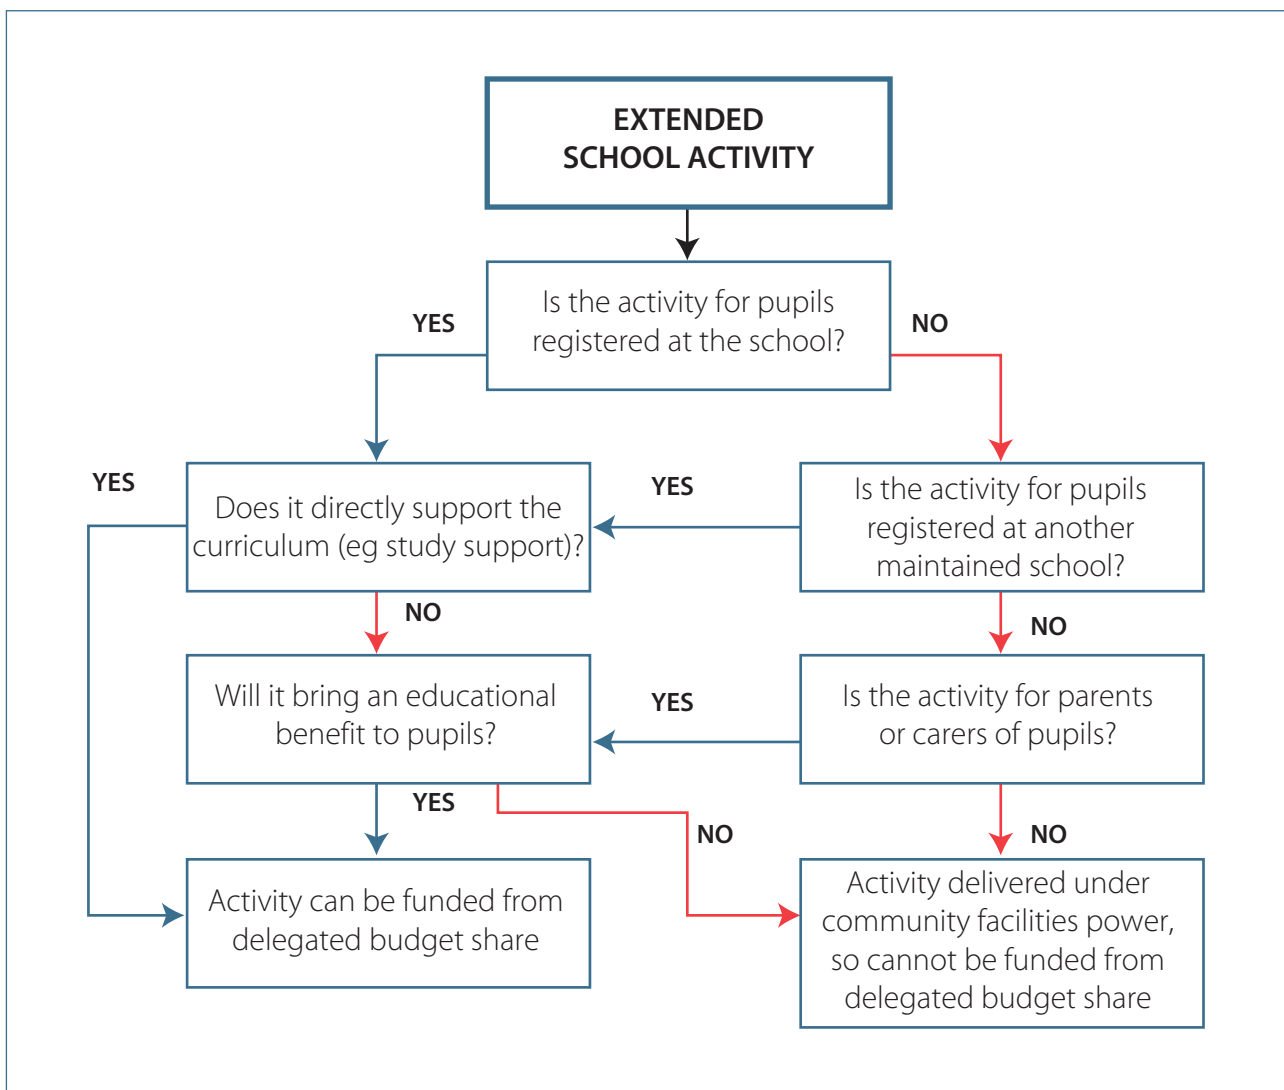 EXTENDED
SCHOOL ACTIVITY
Is the activity for pupils
registered at the school?
YES
NO
Does it directly support the
curriculum (eg study support)?
YES
YES
Is the activity for pupils
registered at another
maintained school?
NO
NO
Will it bring an educational
benefit to pupils?
YES
Is the activity for parents
or carers of pupils?
YES
NO
NO
Activity can be funded from
delegated budget share
Activity delivered under
community facilities power,
so cannot be funded from
delegated budget share